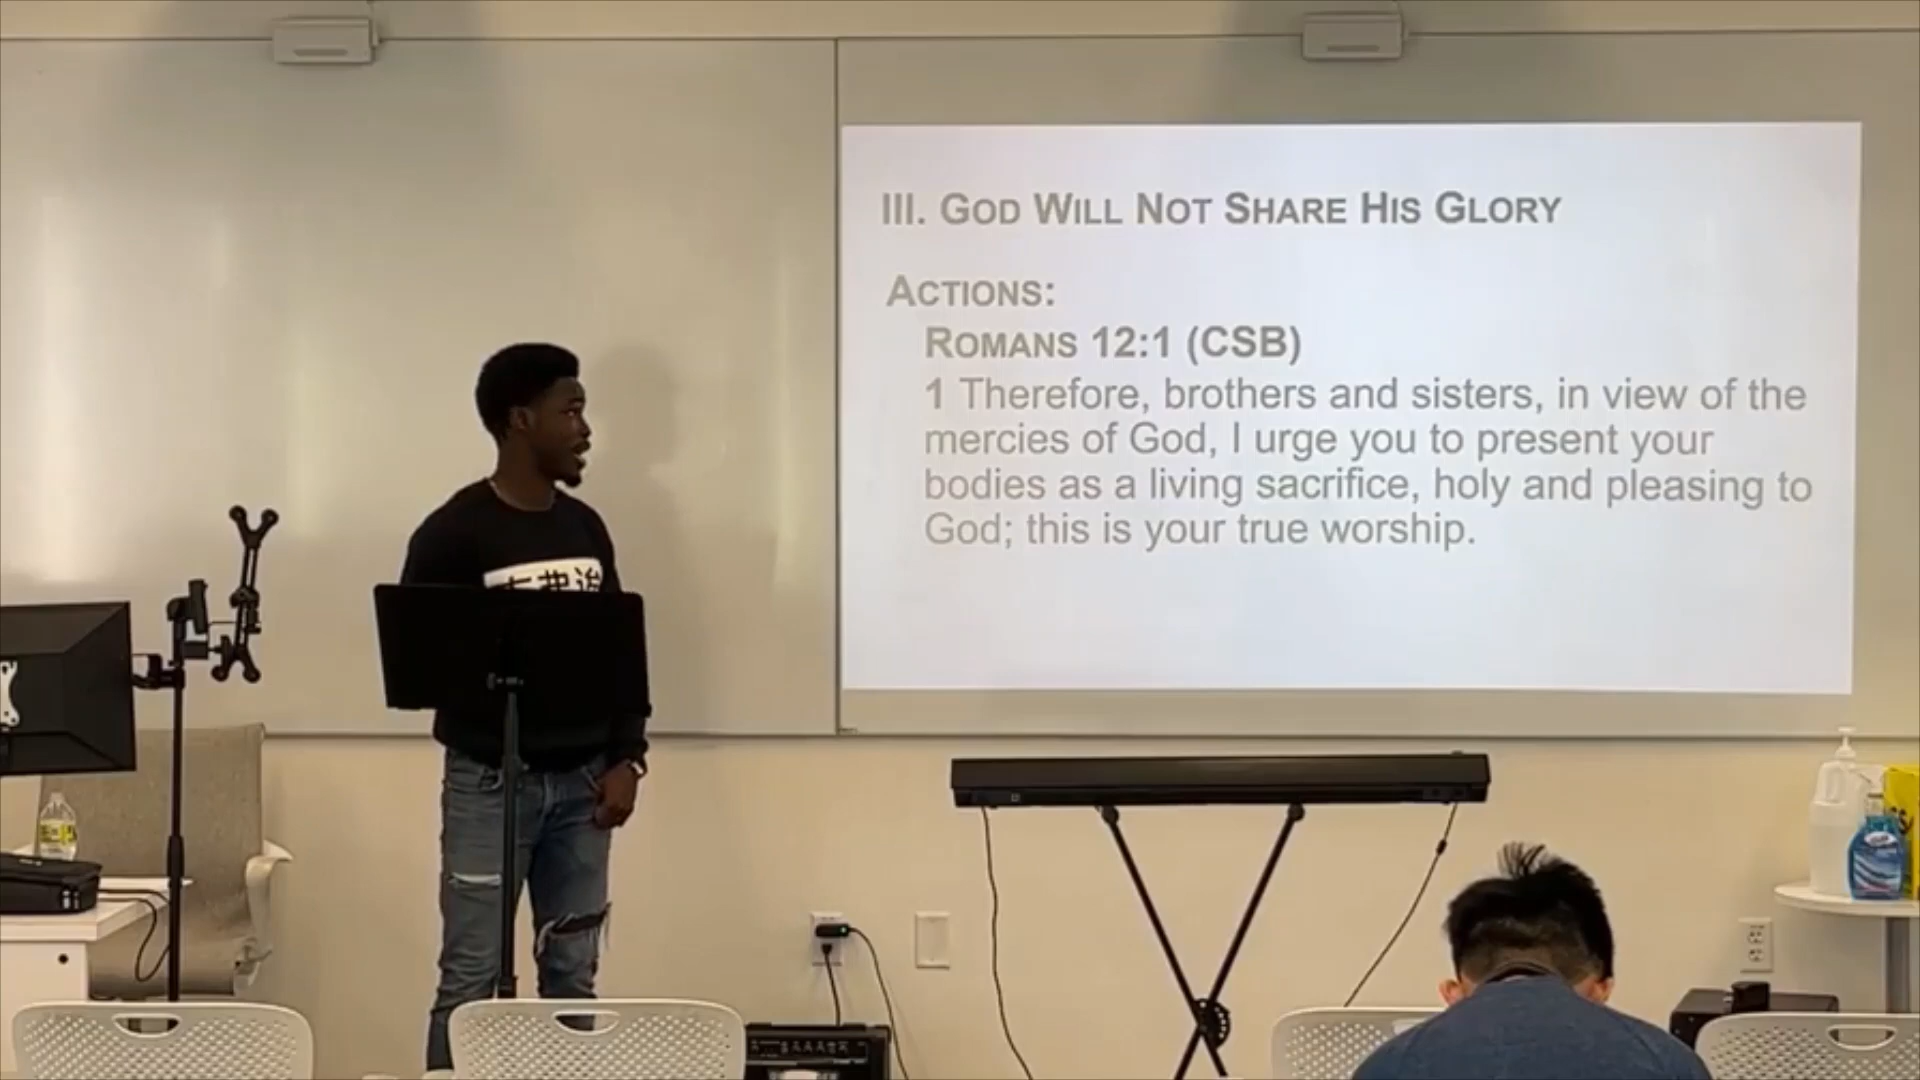 III. GOD WILL NOT SHARE HIS GLORY
ACTIONS:
ROMANS 12:1 (CSB)
1 Therefore, brothers and sisters, in view of the
mercies of God, I urge you to present your
bodies as a living sacrifice, holy and pleasing to
God; this is your true worship.